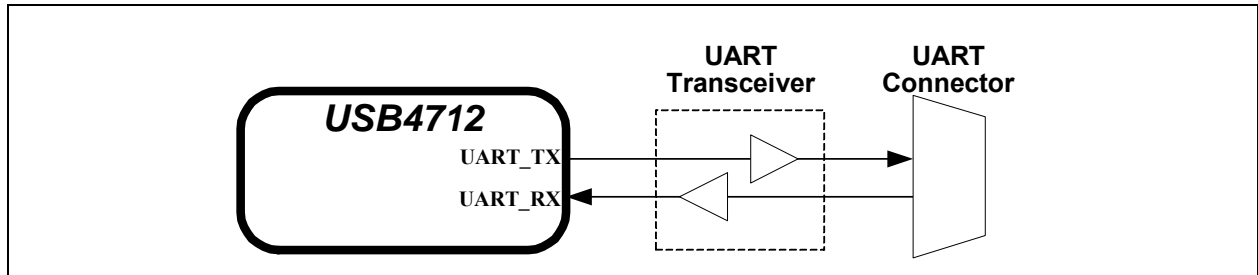 UART
Transceiver
UART
Connector
USB4712
UART_TX
UART_RX